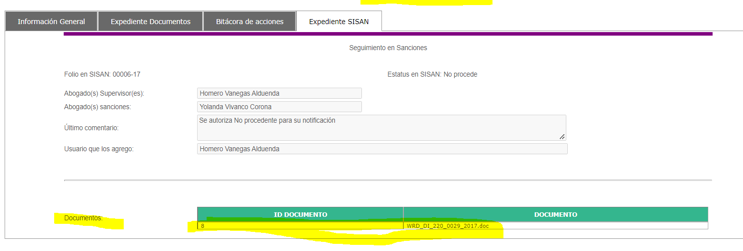 Información General Expediente Documentos Bitácora de acciones Expediente SISAN
Seguimiento en Sanciones
Folio en SISAN: 00006-17 Estatus en SISAN: No procede
Abogado(s) Supervisor(es): Homero Vanegas Alduenda
Abogado(s) sanciones: Yolanda Vivanco Corona
Último comentario: Se autoriza No procedente para su notificación
Usuario que los agrego: Homero Vanegas Alduenda
Documentos: ID DOCUMENTO DOCUMENTO
8 WRD_DI_220_0029_2017.doc